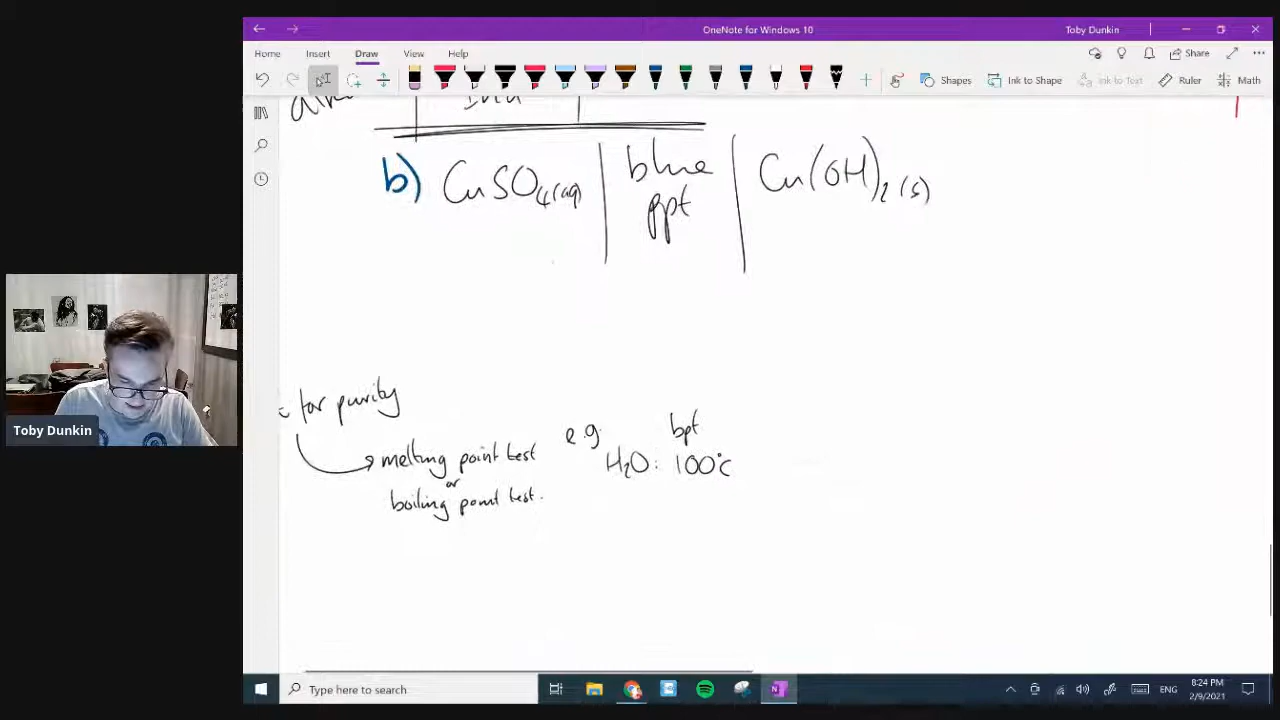 OneNote for Windows 10
Toby Dunkin
Home Insert Draw View Help
Share
Shapes Ink to Shape Ink to Text Ruler Math
b) CuSO4(aq) | blue ppt | Cu(OH)2(s)
for purity
melting point test
or
boiling point test.
e.g. bpt
H2O: 100°C
Toby Dunkin
Type here to search
ENG
8:24 PM
2/9/2021